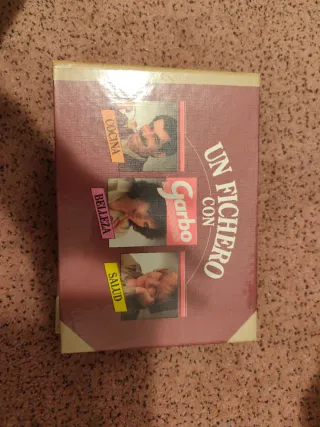 UN FICHERO
CON
Garbo
COCINA
BELLEZA
SALUD